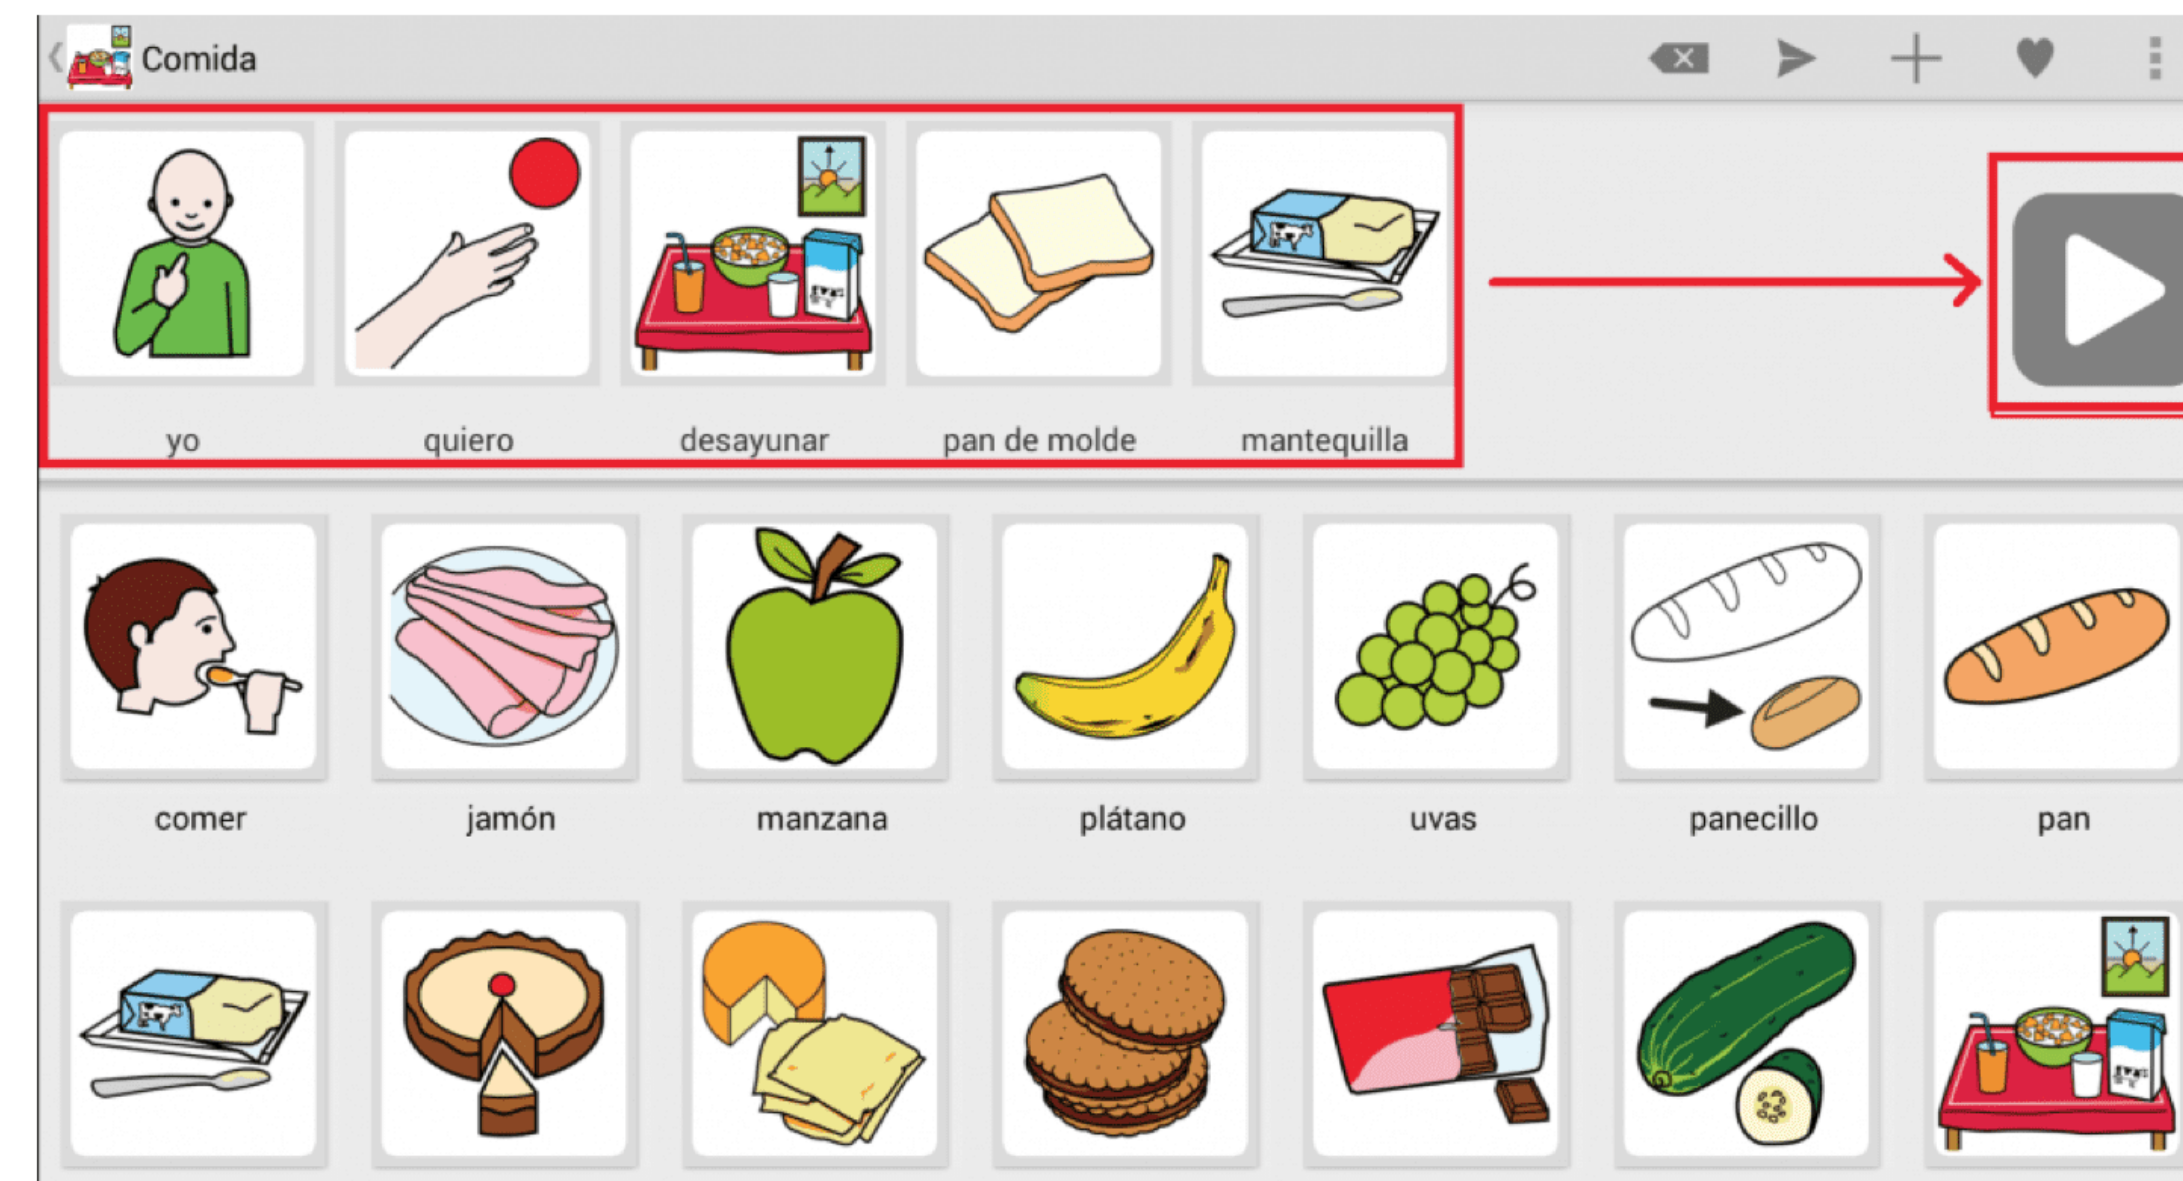 Comida
yo quiero desayunar pan de molde mantequilla
comer jamón manzana plátano uvas panecillo pan